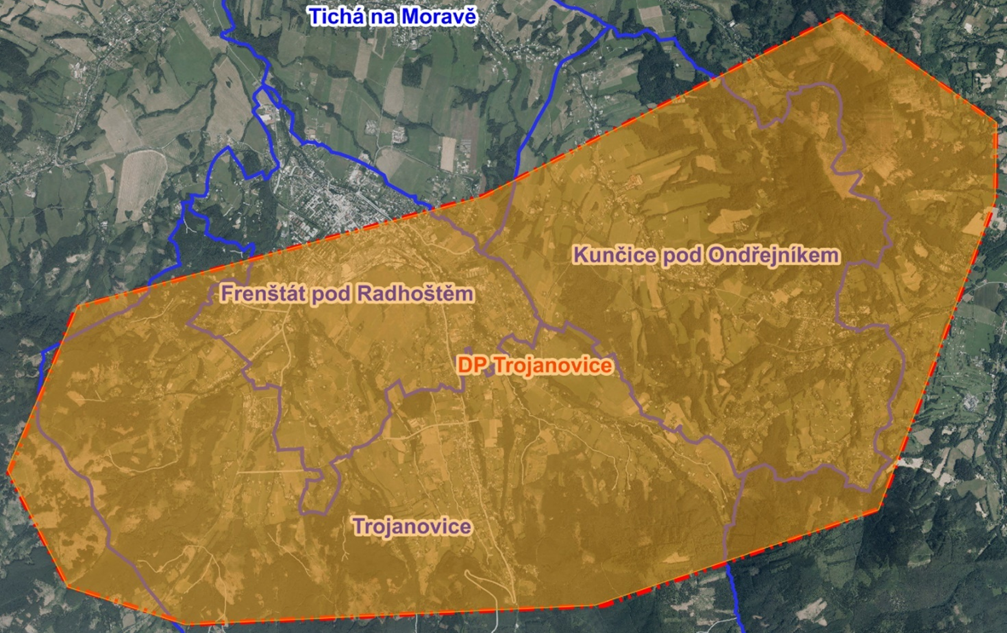 Tichá na Moravě
Kunčice pod Ondřejníkem
Frenštát pod Radhoštěm
DP Trojanovice
Trojanovice